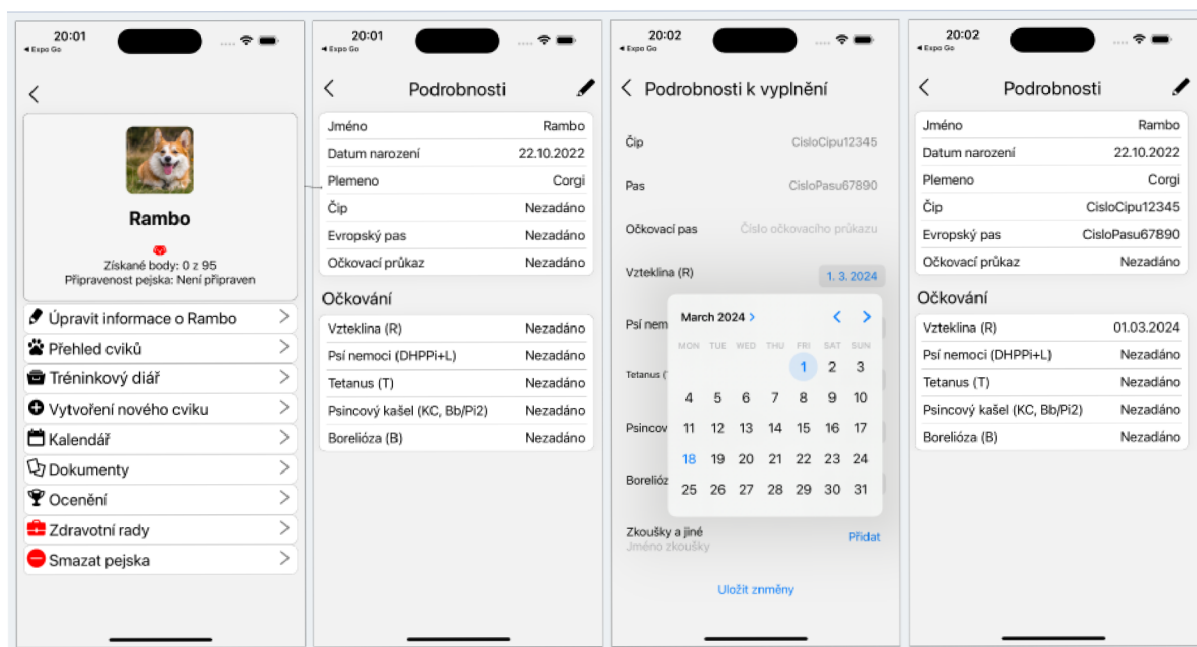 20:01
◀ Expo Go
Rambo
Získané body: 0 z 95
Připravenost pejska: Není připraven
Úpravit informace o Rambo
Přehled cviků
Tréninkový diář
Vytvoření nového cviku
Kalendář
Dokumenty
Ocenění
Zdravotní rady
Smazat pejska
20:01
◀ Expo Go
Podrobnosti
Jméno Rambo
Datum narození 22.10.2022
Plemeno Corgi
Čip Nezadáno
Evropský pas Nezadáno
Očkovací průkaz Nezadáno
Očkování
Vzteklina (R) Nezadáno
Psí nemoci (DHPPi+L) Nezadáno
Tetanus (T) Nezadáno
Psincový kašel (KC, Bb/Pi2) Nezadáno
Borelióza (B) Nezadáno
20:02
◀ Expo Go
Podrobnosti k vyplnění
Čip CisloCipu12345
Pas CisloPasu67890
Očkovací pas Číslo očkovacího průkazu
Vzteklina (R) 1. 3. 2024
Psí nem
Tetanus (
Psincov
Borelióz
March 2024 >
MON TUE WED THU FRI SAT SUN
1 2 3
4 5 6 7 8 9 10
11 12 13 14 15 16 17
18 19 20 21 22 23 24
25 26 27 28 29 30 31
Zkoušky a jiné
Jméno zkoušky Přidat
Uložit znměny
20:02
◀ Expo Go
Podrobnosti
Jméno Rambo
Datum narození 22.10.2022
Plemeno Corgi
Čip CisloCipu12345
Evropský pas CisloPasu67890
Očkovací průkaz Nezadáno
Očkování
Vzteklina (R) 01.03.2024
Psí nemoci (DHPPi+L) Nezadáno
Tetanus (T) Nezadáno
Psincový kašel (KC, Bb/Pi2) Nezadáno
Borelióza (B) Nezadáno